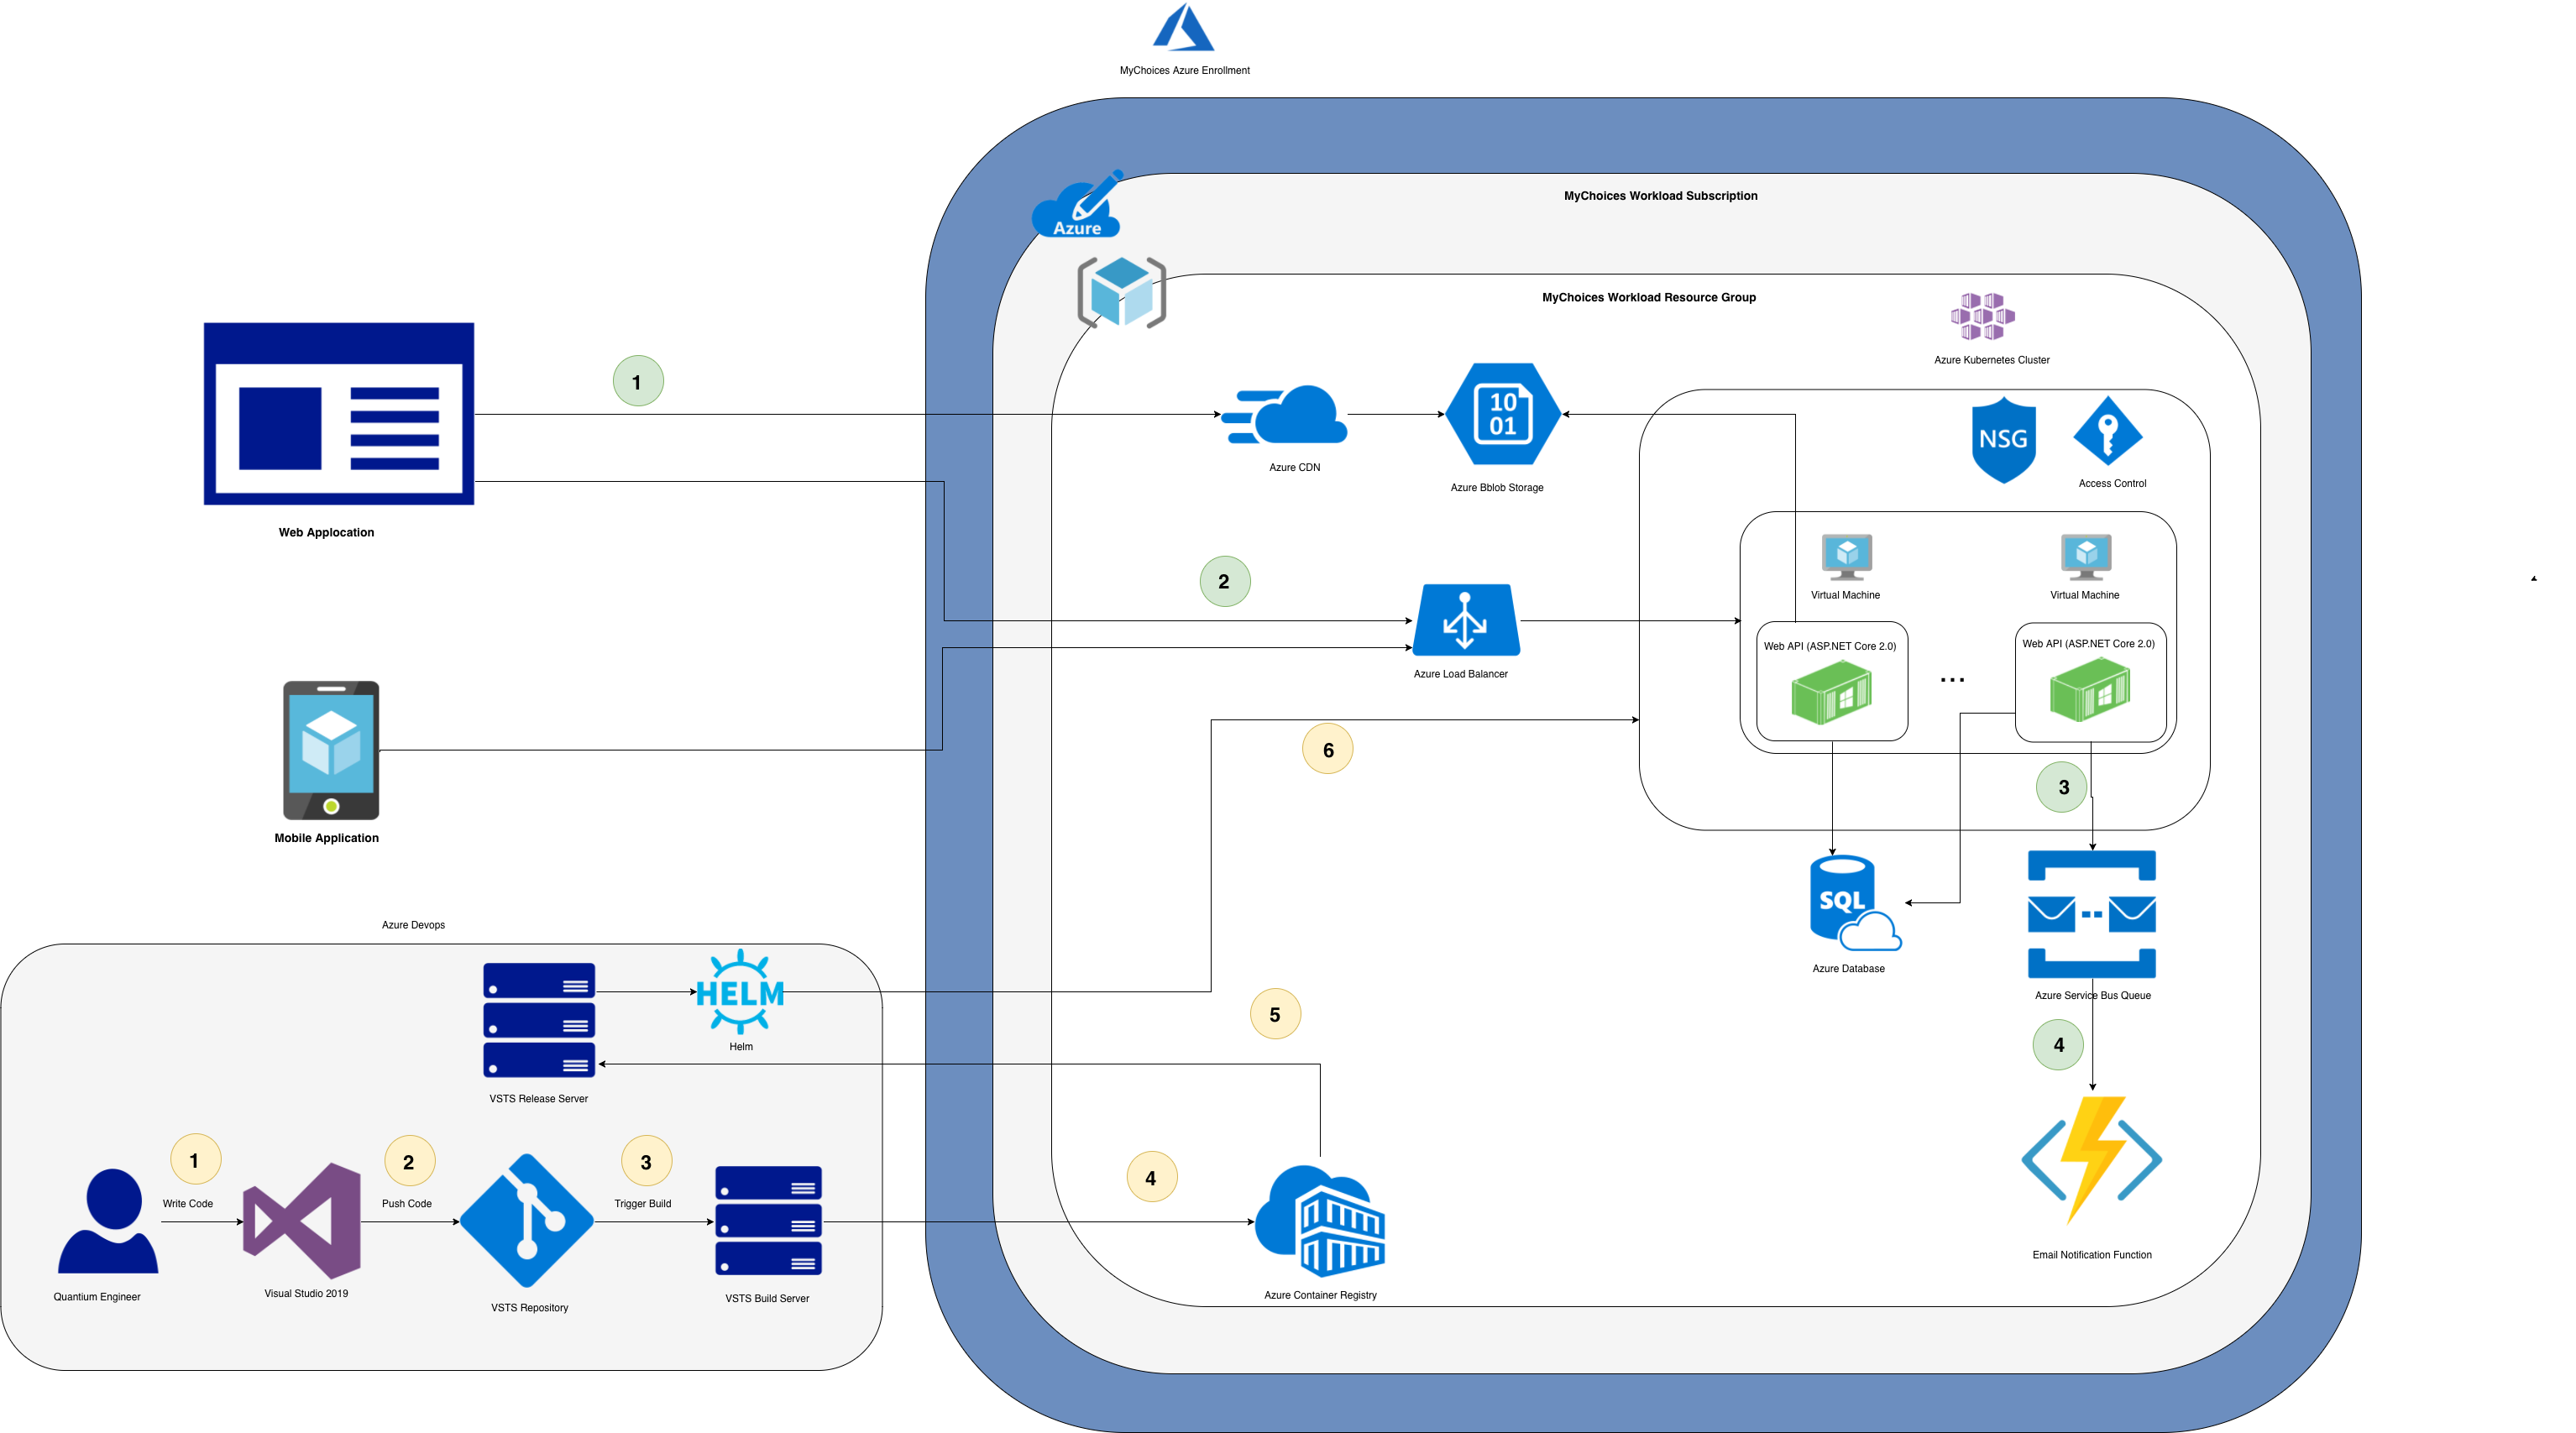 MyChoices Azure Enrollment
MyChoices Workload Subscription
Azure
MyChoices Workload Resource Group
Azure Kubernetes Cluster
1
10
01
NSG
Azure CDN
Azure Bblob Storage
Access Control
Web Applocation
2
Virtual Machine
Virtual Machine
Web API (ASP.NET Core 2.0)
Web API (ASP.NET Core 2.0)
...
Azure Load Balancer
6
3
Mobile Application
SQL
Azure Database
Azure Service Bus Queue
4
Email Notification Function
Azure Devops
HELM
Helm
5
VSTS Release Server
1
Write Code
2
Push Code
3
Trigger Build
4
Quantium Engineer
Visual Studio 2019
VSTS Repository
VSTS Build Server
Azure Container Registry